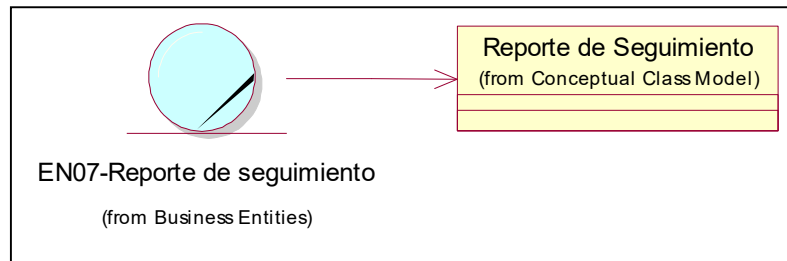 Reporte de Seguimiento
(from Conceptual Class Model)
EN07-Reporte de seguimiento
(from Business Entities)